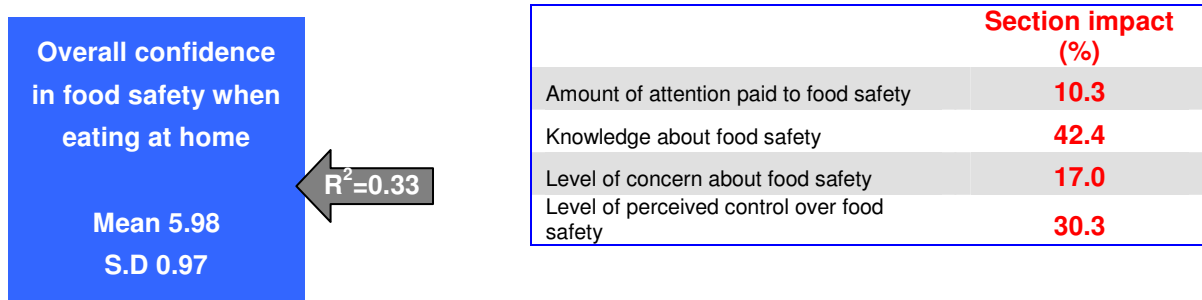 Overall confidence
in food safety when
eating at home
Mean 5.98
S.D 0.97
R²=0.33
Section impact
(%)
Amount of attention paid to food safety 10.3
Knowledge about food safety 42.4
Level of concern about food safety 17.0
Level of perceived control over food
safety 30.3